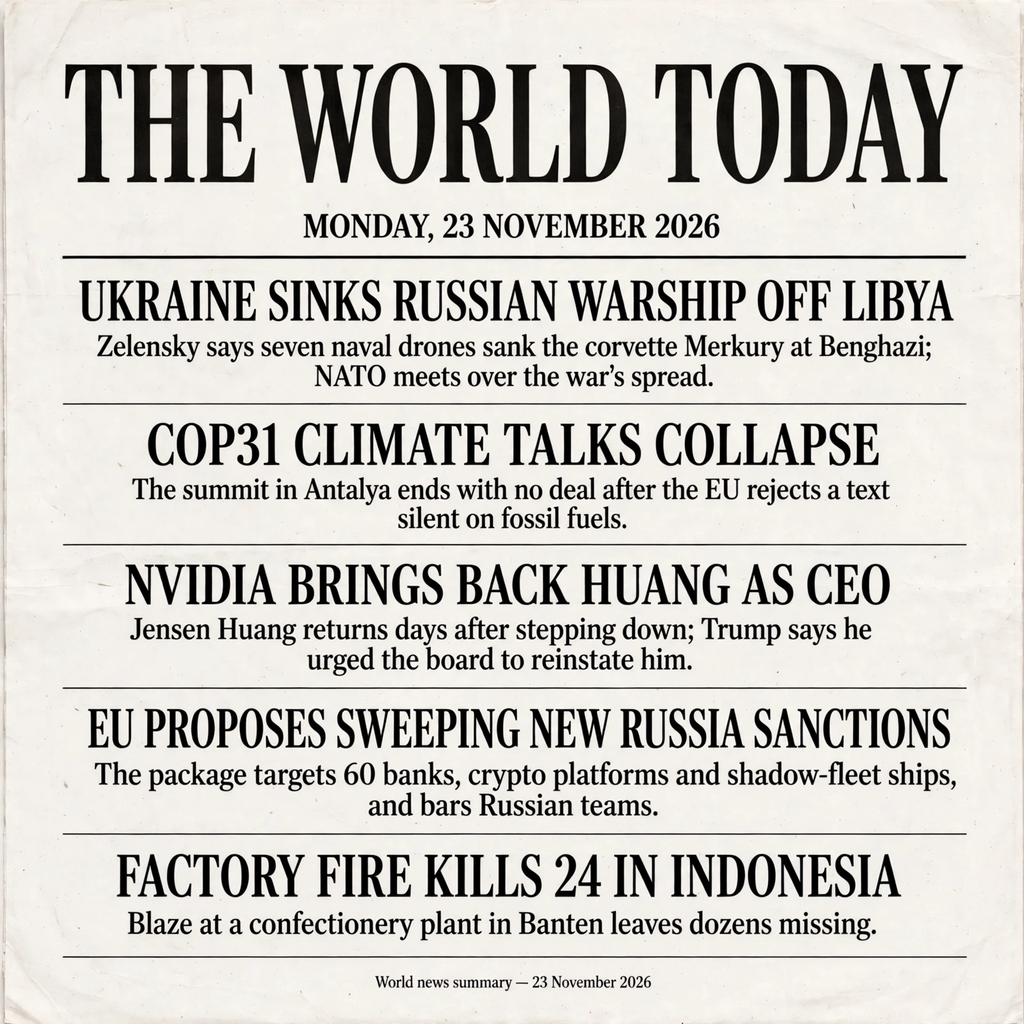 THE WORLD TODAY
MONDAY, 23 NOVEMBER 2026
UKRAINE SINKS RUSSIAN WARSHIP OFF LIBYA
Zelensky says seven naval drones sank the corvette Merkury at Benghazi;
NATO meets over the war’s spread.
COP31 CLIMATE TALKS COLLAPSE
The summit in Antalya ends with no deal after the EU rejects a text
silent on fossil fuels.
NVIDIA BRINGS BACK HUANG AS CEO
Jensen Huang returns days after stepping down; Trump says he
urged the board to reinstate him.
EU PROPOSES SWEEPING NEW RUSSIA SANCTIONS
The package targets 60 banks, crypto platforms and shadow-fleet ships,
and bars Russian teams.
FACTORY FIRE KILLS 24 IN INDONESIA
Blaze at a confectionery plant in Banten leaves dozens missing.
World news summary — 23 November 2026